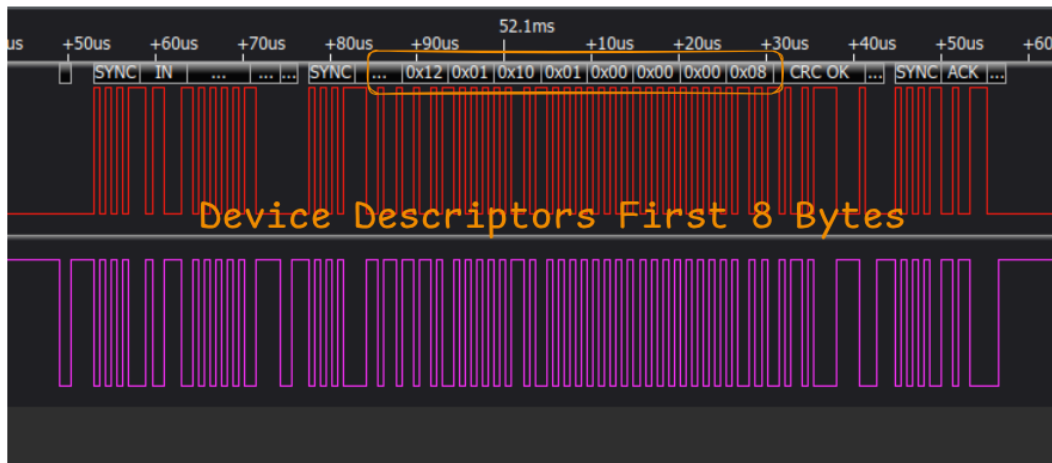 52.1ms
us +50us +60us +70us +80us +90us +10us +20us +30us +40us +50us +60
SYNC IN ... ... ... SYNC ... 0x12 0x01 0x10 0x01 0x00 0x00 0x00 0x08 CRC OK ... SYNC ACK ...
Device Descriptors First 8 Bytes